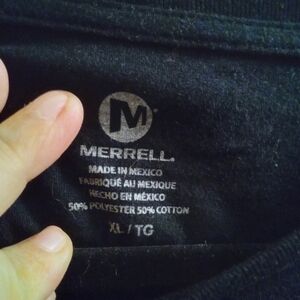 M
MERRELL.
MADE IN MEXICO
FABRIQUÉ AU MEXIQUE
HECHO EN MÉXICO
50% POLYESTER 50% COTTON
XL / TG